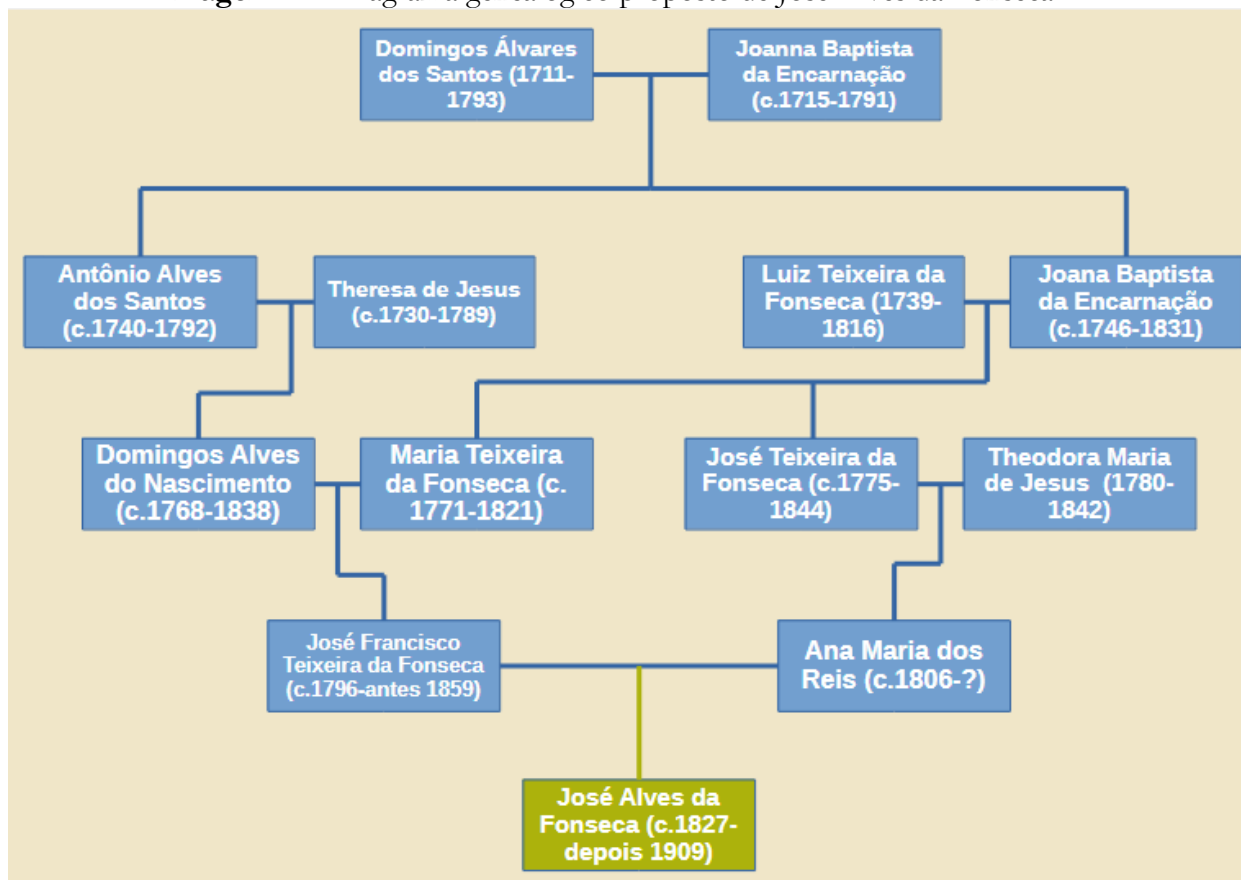 Domingos Álvares
dos Santos (1711-
1793)
Joanna Baptista
da Encarnação
(c.1715-1791)
Antônio Alves
dos Santos
(c.1740-1792)
Theresa de Jesus
(c.1730-1789)
Luiz Teixeira da
Fonseca (1739-
1816)
Joana Baptista
da Encarnação
(c.1746-1831)
Domingos Alves
do Nascimento
(c.1768-1838)
Maria Teixeira
da Fonseca (c.
1771-1821)
José Teixeira da
Fonseca (c.1775-
1844)
Theodora Maria
de Jesus (1780-
1842)
José Francisco
Teixeira da Fonseca
(c.1796-antes 1859)
Ana Maria dos
Reis (c.1806-?)
José Alves da
Fonseca (c.1827-
depois 1909)